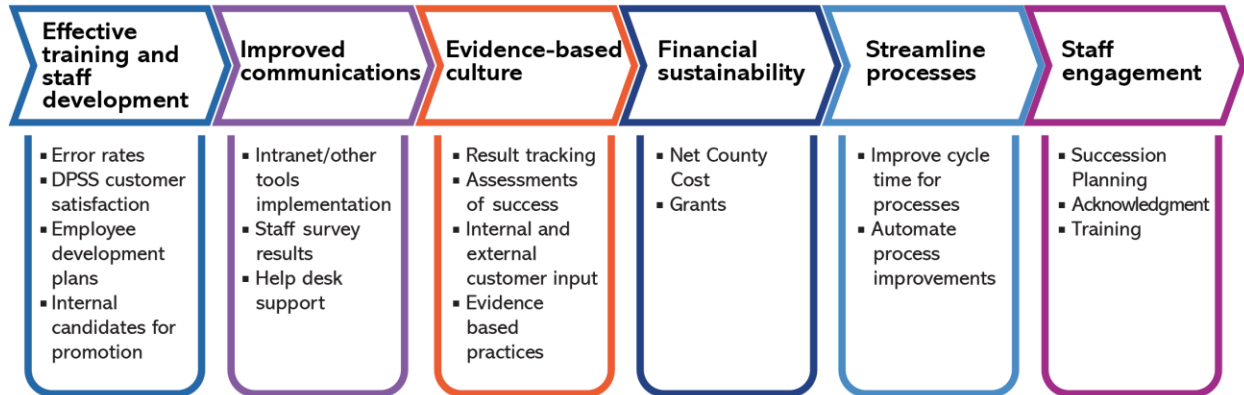 Effective
training and
staff
development
Improved
communications
Evidence-based
culture
Financial
sustainability
Streamline
processes
Staff
engagement
▪ Error rates
▪ DPSS customer
satisfaction
▪ Employee
development
plans
▪ Internal
candidates for
promotion
▪ Intranet/other
tools
implementation
▪ Staff survey
results
▪ Help desk
support
▪ Result tracking
▪ Assessments
of success
▪ Internal and
external
customer input
▪ Evidence
based
practices
▪ Net County
Cost
▪ Grants
▪ Improve cycle
time for
processes
▪ Automate
process
improvements
▪ Succession
Planning
▪ Acknowledgment
▪ Training